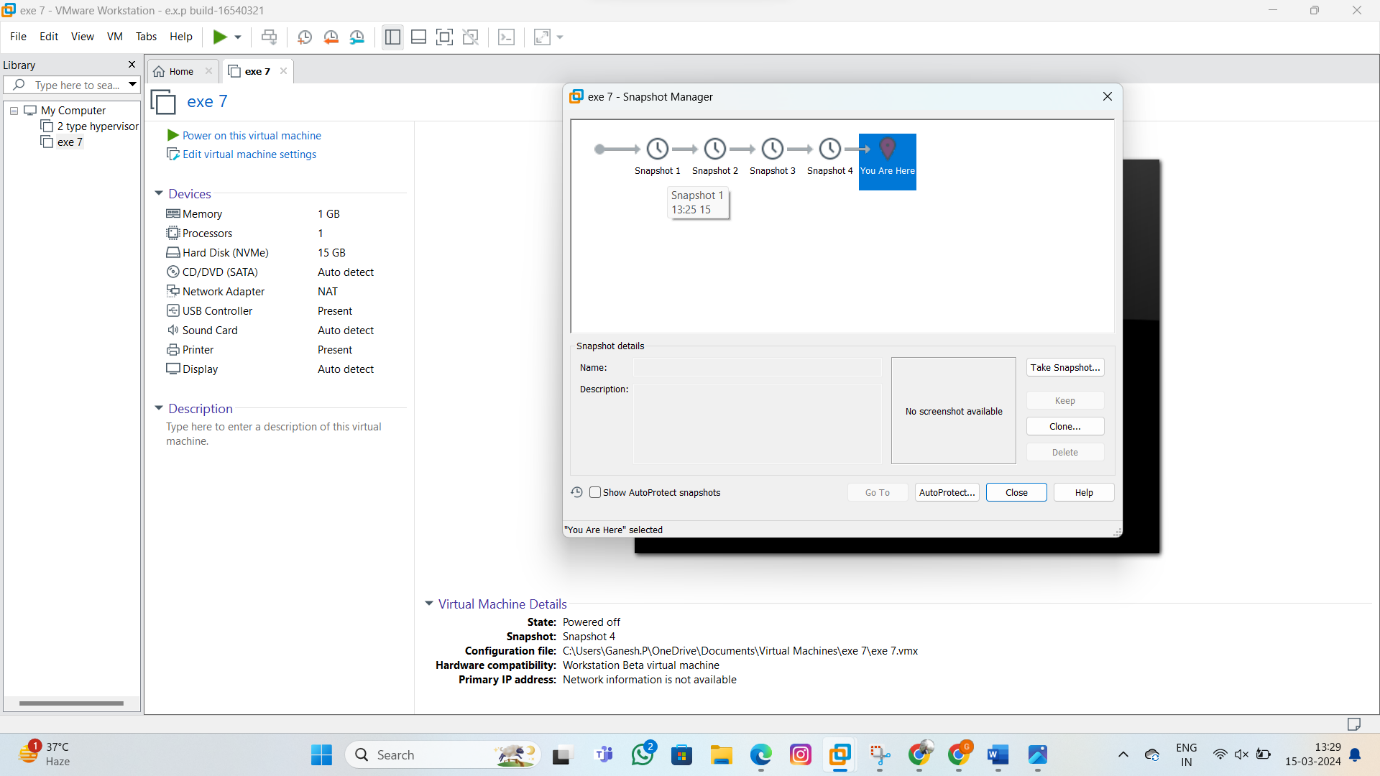 exe 7 - VMware Workstation - e.x.p build-16540321
File Edit View VM Tabs Help
Library
Type here to sea...
My Computer
2 type hypervisor
exe 7
Home
exe 7
exe 7
Power on this virtual machine
Edit virtual machine settings
Devices
Memory 1 GB
Processors 1
Hard Disk (NVMe) 15 GB
CD/DVD (SATA) Auto detect
Network Adapter NAT
USB Controller Present
Sound Card Auto detect
Printer Present
Display Auto detect
Description
Type here to enter a description of this virtual
machine.
exe 7 - Snapshot Manager
Snapshot 1 Snapshot 2 Snapshot 3 Snapshot 4 You Are Here
Snapshot 1
13:25 15
Snapshot details
Name:
Description:
No screenshot available
Take Snapshot...
Keep
Clone...
Delete
Show AutoProtect snapshots
Go To AutoProtect... Close Help
"You Are Here" selected
Virtual Machine Details
State: Powered off
Snapshot: Snapshot 4
Configuration file: C:\Users\Ganesh.P\OneDrive\Documents\Virtual Machines\exe 7\exe 7.vmx
Hardware compatibility: Workstation Beta virtual machine
Primary IP address: Network information is not available
1
37°C
Haze
Search
2
G
ENG
IN
13:29
15-03-2024